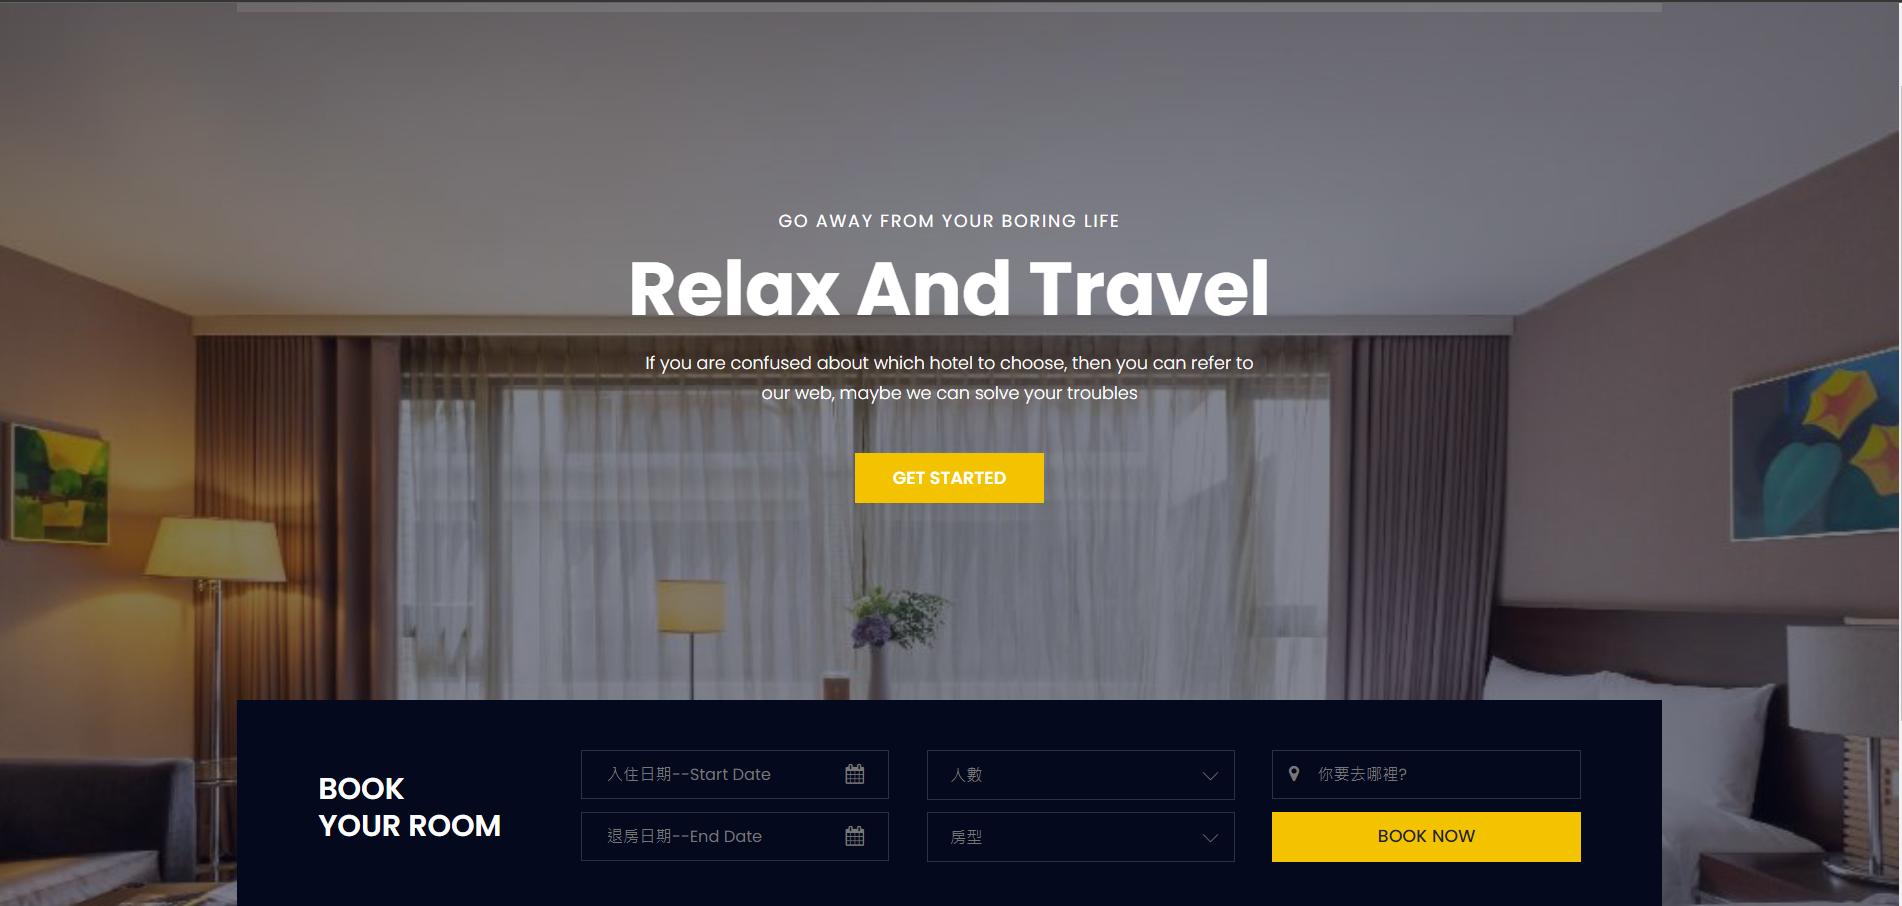 GO AWAY FROM YOUR BORING LIFE
Relax And Travel
If you are confused about which hotel to choose, then you can refer to
our web, maybe we can solve your troubles
GET STARTED
BOOK
YOUR ROOM
入住日期--Start Date
退房日期--End Date
人數
房型
你要去哪裡?
BOOK NOW